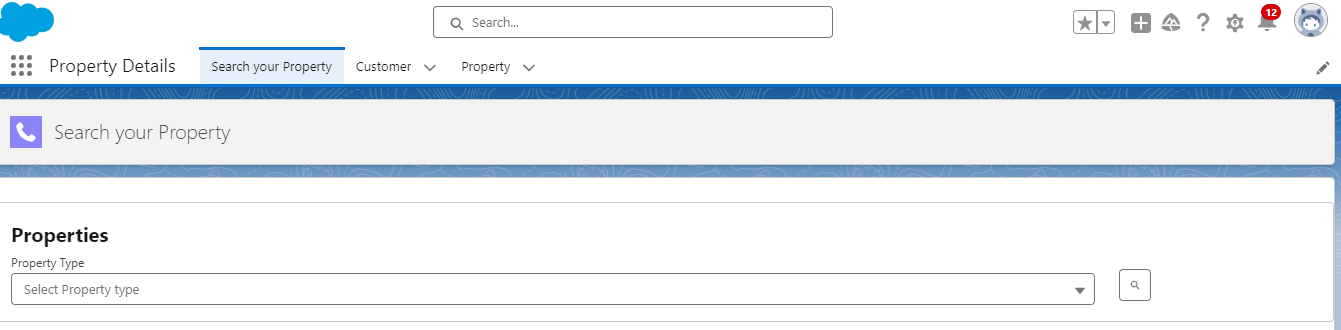 Search...
12
Property Details
Search your Property
Customer
Property
Search your Property
Properties
Property Type
Select Property type